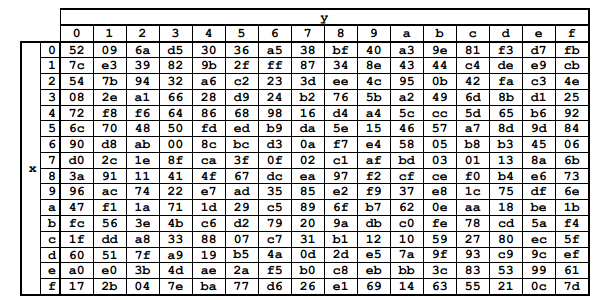 y
0 1 2 3 4 5 6 7 8 9 a b c d e f
0 52 09 6a d5 30 36 a5 38 bf 40 a3 9e 81 f3 d7 fb
1 7c e3 39 82 9b 2f ff 87 34 8e 43 44 c4 de e9 cb
2 54 7b 94 32 a6 c2 23 3d ee 4c 95 0b 42 fa c3 4e
3 08 2e a1 66 28 d9 24 b2 76 5b a2 49 6d 8b d1 25
4 72 f8 f6 64 86 68 98 16 d4 a4 5c cc 5d 65 b6 92
5 6c 70 48 50 fd ed b9 da 5e 15 46 57 a7 8d 9d 84
6 90 d8 ab 00 8c bc d3 0a f7 e4 58 05 b8 b3 45 06
x 7 d0 2c 1e 8f ca 3f 0f 02 c1 af bd 03 01 13 8a 6b
8 3a 91 11 41 4f 67 dc ea 97 f2 cf ce f0 b4 e6 73
9 96 ac 74 22 e7 ad 35 85 e2 f9 37 e8 1c 75 df 6e
a 47 f1 1a 71 1d 29 c5 89 6f b7 62 0e aa 18 be 1b
b fc 56 3e 4b c6 d2 79 20 9a db c0 fe 78 cd 5a f4
c 1f dd a8 33 88 07 c7 31 b1 12 10 59 27 80 ec 5f
d 60 51 7f a9 19 b5 4a 0d 2d e5 7a 9f 93 c9 9c ef
e a0 e0 3b 4d ae 2a f5 b0 c8 eb bb 3c 83 53 99 61
f 17 2b 04 7e ba 77 d6 26 e1 69 14 63 55 21 0c 7d